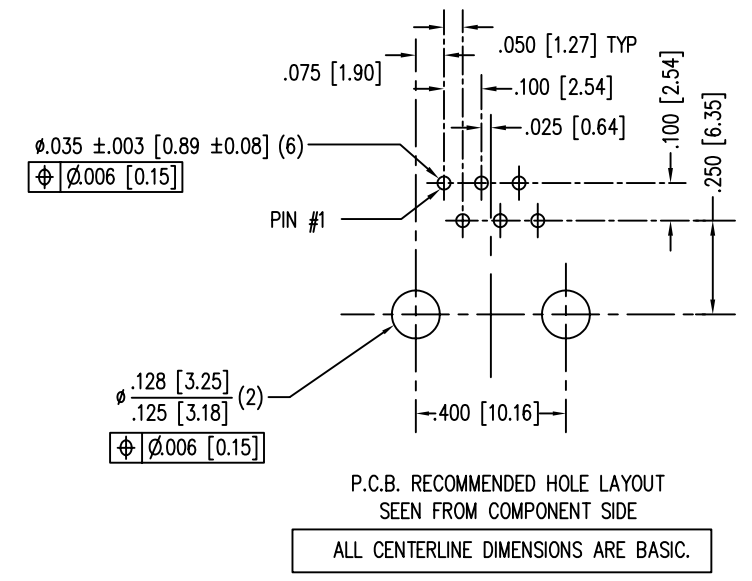 .050 [1.27] TYP
.075 [1.90]
.100 [2.54]
.025 [0.64]
.100 [2.54]
.250 [6.35]
⌀.035 ±.003 [0.89 ±0.08] (6)
⌖ ⌀.006 [0.15]
PIN #1
⌀ .128 [3.25]
.125 [3.18] (2)
⌖ ⌀.006 [0.15]
.400 [10.16]
P.C.B. RECOMMENDED HOLE LAYOUT
SEEN FROM COMPONENT SIDE
ALL CENTERLINE DIMENSIONS ARE BASIC.